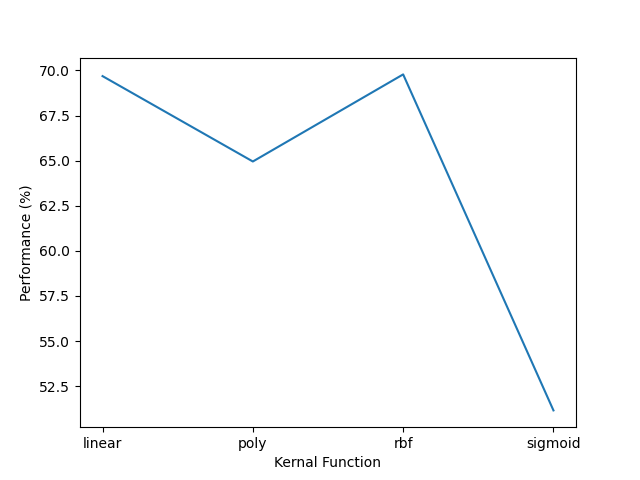 70.0
67.5
65.0
62.5
60.0
57.5
55.0
52.5
Performance (%)
linear poly rbf sigmoid
Kernal Function